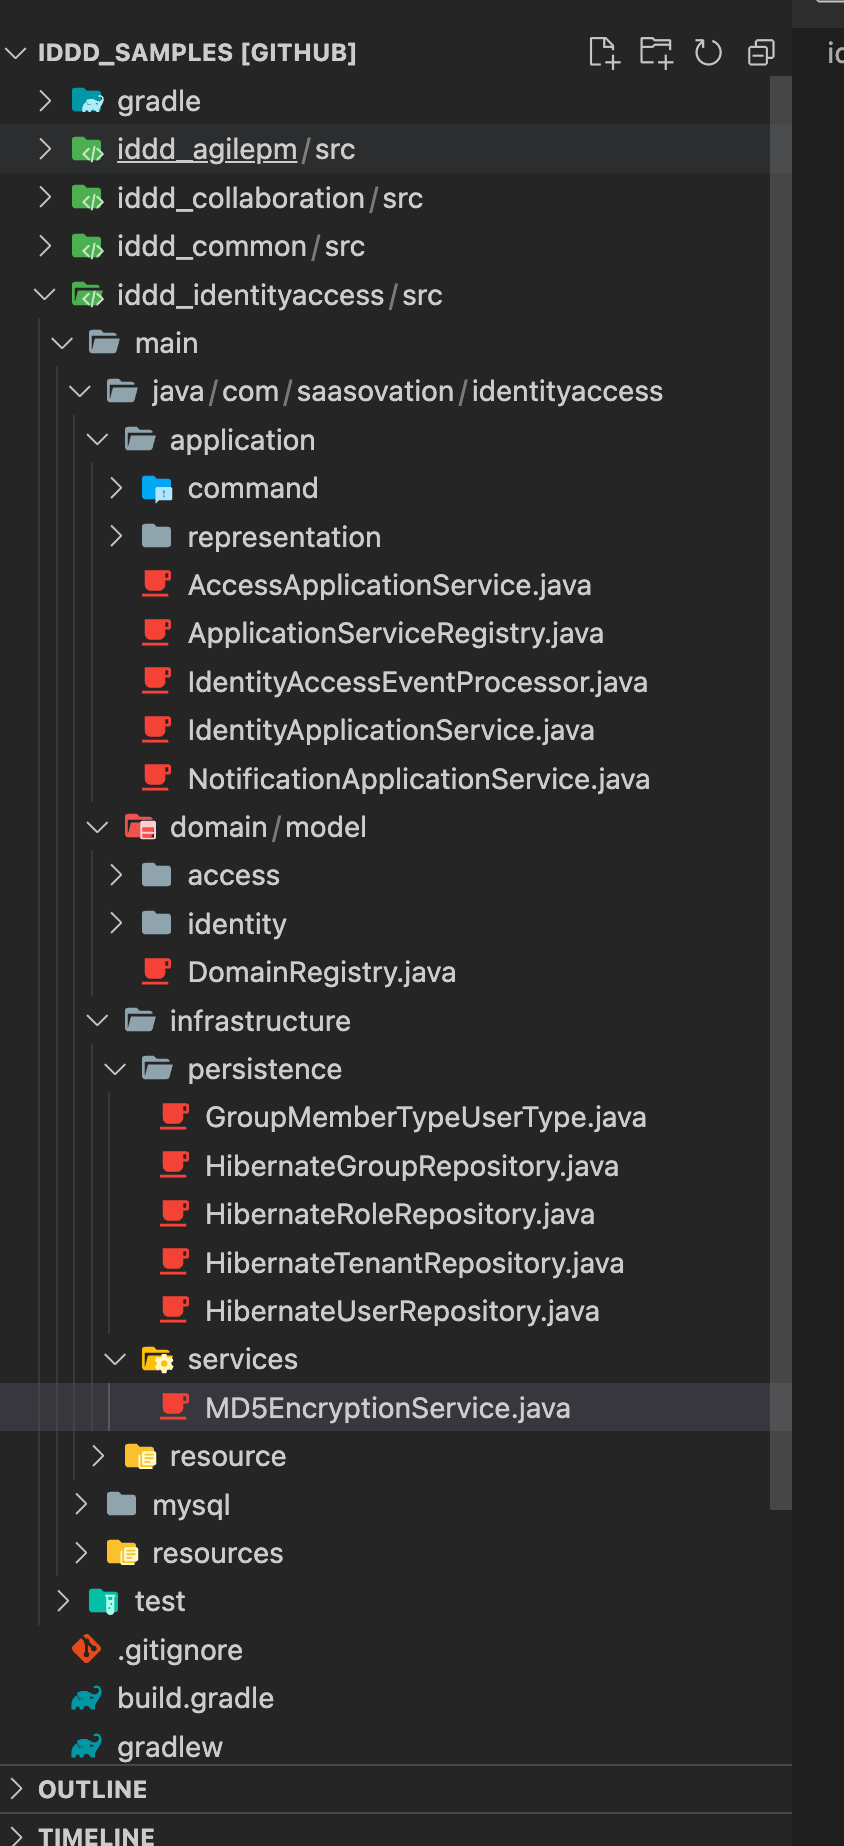 IDDD_SAMPLES [GITHUB]
gradle
iddd_agilepm/src
iddd_collaboration/src
iddd_common/src
iddd_identityaccess/src
main
java/com/saasovation/identityaccess
application
command
representation
AccessApplicationService.java
ApplicationServiceRegistry.java
IdentityAccessEventProcessor.java
IdentityApplicationService.java
NotificationApplicationService.java
domain/model
access
identity
DomainRegistry.java
infrastructure
persistence
GroupMemberTypeUserType.java
HibernateGroupRepository.java
HibernateRoleRepository.java
HibernateTenantRepository.java
HibernateUserRepository.java
services
MD5EncryptionService.java
resource
mysql
resources
test
.gitignore
build.gradle
gradlew
OUTLINE
TIMELINE